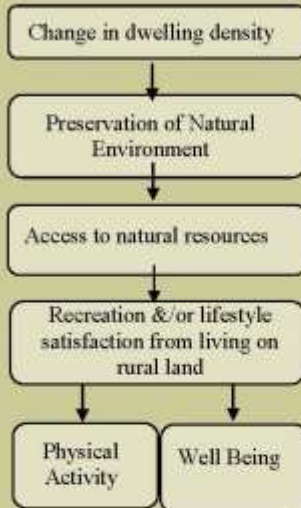 Change in dwelling density
Preservation of Natural
Environment
Access to natural resources
Recreation &/or lifestyle
satisfaction from living on
rural land
Physical
Activity
Well Being